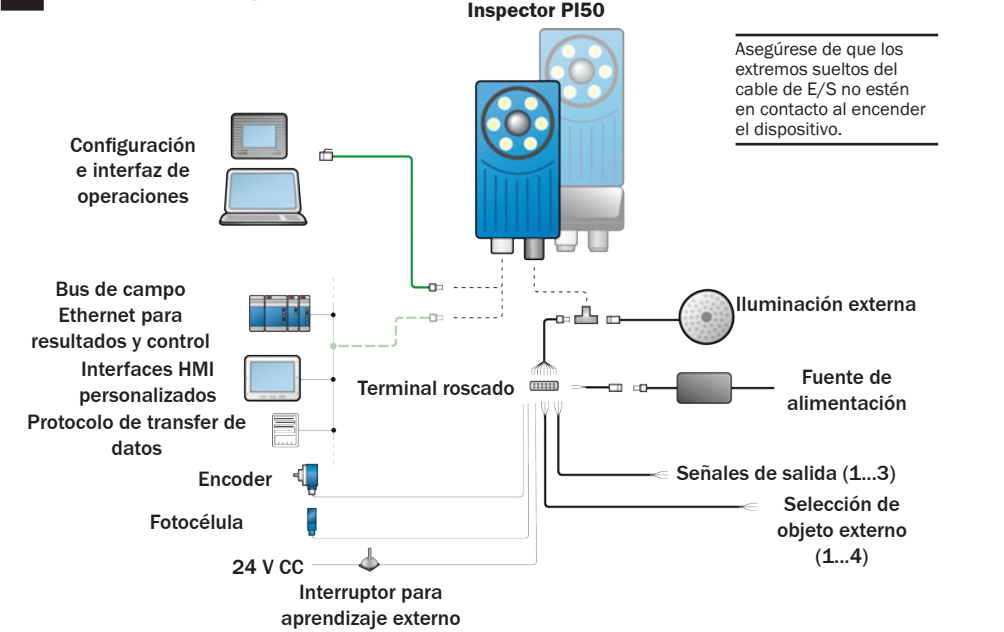 Inspector PI50
Asegúrese de que los
extremos sueltos del
cable de E/S no estén
en contacto al encender
el dispositivo.
Configuración
e interfaz de
operaciones
Bus de campo
Ethernet para
resultados y control
Interfaces HMI
personalizados
Protocolo de transfer de
datos
Iluminación externa
Terminal roscado
Fuente de
alimentación
Encoder
Señales de salida (1...3)
Fotocélula
Selección de
objeto externo
(1...4)
24 V CC
Interruptor para
aprendizaje externo